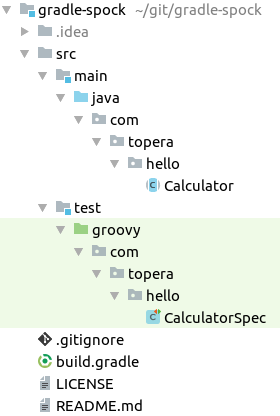 gradle-spock ~/git/gradle-spock
.idea
src
main
java
com
topera
hello
C Calculator
test
groovy
com
topera
hello
C CalculatorSpec
.gitignore
build.gradle
LICENSE
README.md